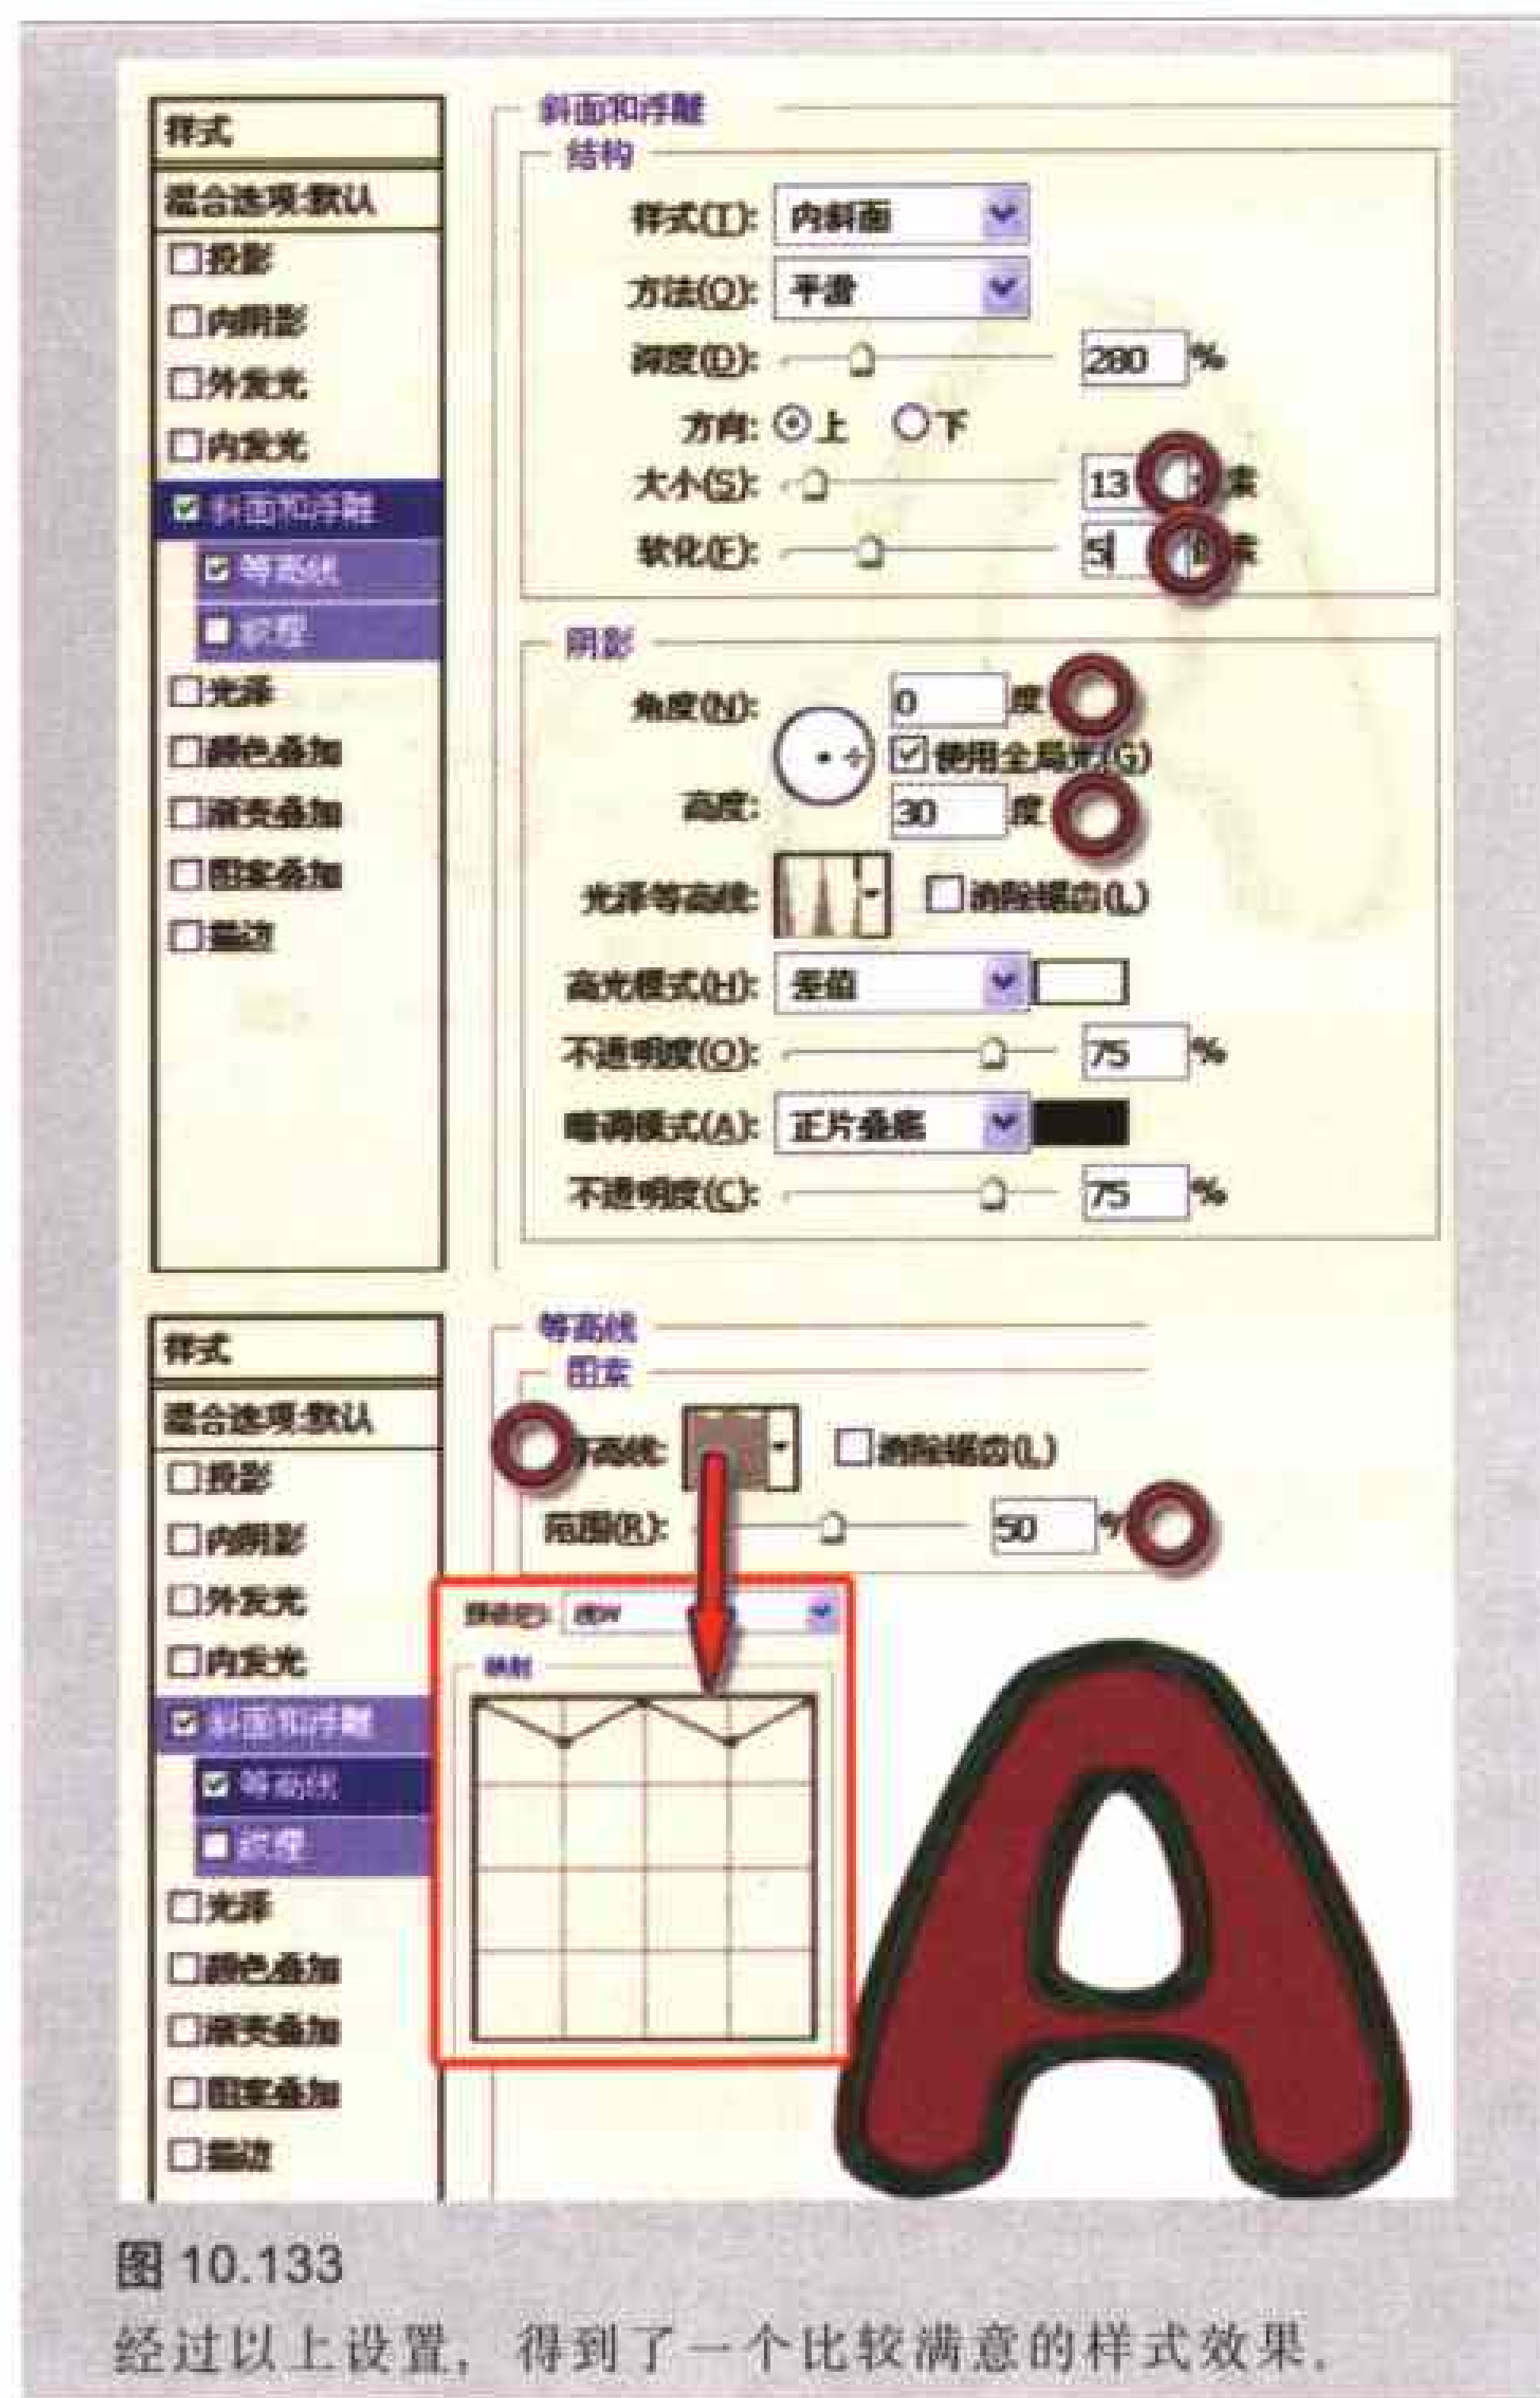 样式
混合选项:默认
投影
内阴影
外发光
内发光
斜面和浮雕
等高线
纹理
光泽
颜色叠加
渐变叠加
图案叠加
描边
斜面和浮雕
结构
样式(T): 内斜面
方法(Q): 平滑
深度(D): 280 %
方向: 上 下
大小(S): 13 素
软化(F): 5 素
阴影
角度(N): 0 度
使用全局光(G)
高度: 30 度
光泽等高线: 消除锯齿(L)
高光模式(H): 差值
不透明度(O): 75 %
暗调模式(A): 正片叠底
不透明度(C): 75 %
样式
混合选项:默认
投影
内阴影
外发光
内发光
斜面和浮雕
等高线
纹理
光泽
颜色叠加
渐变叠加
图案叠加
描边
等高线
图素
高线: 消除锯齿(L)
范围(R): 50 %
映射
A
图 10.133
经过以上设置，得到了一个比较满意的样式效果。